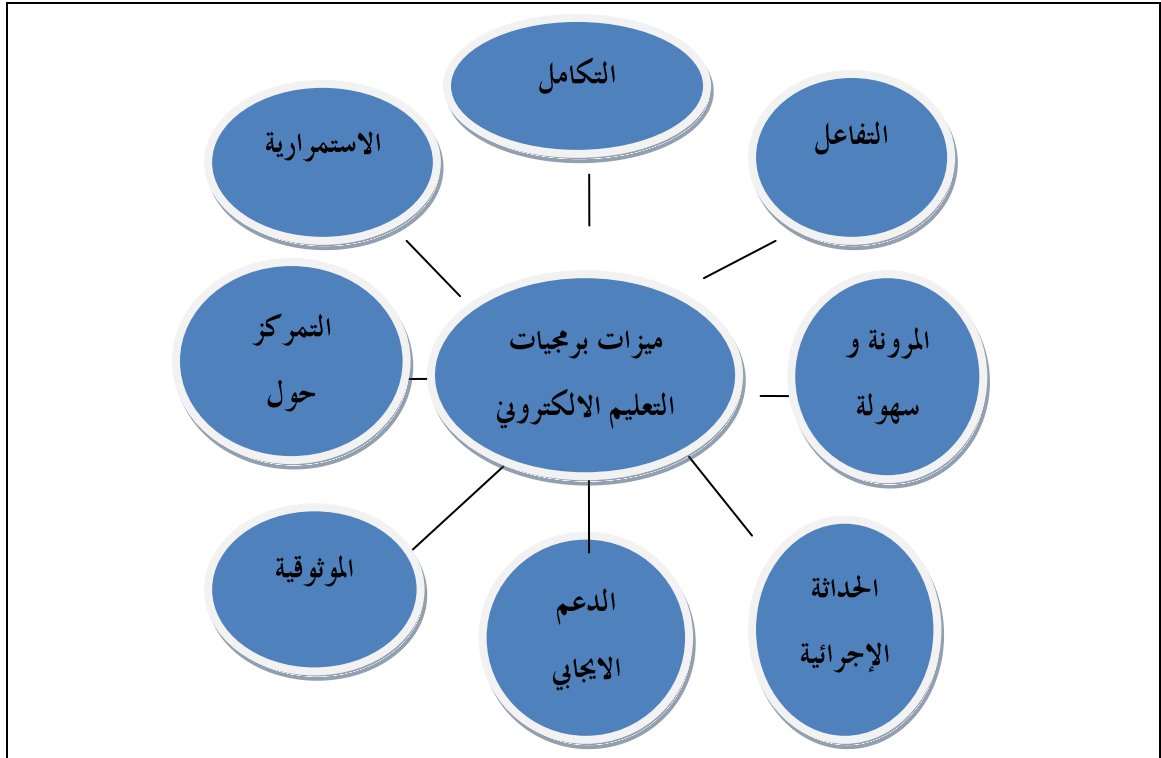 التكامل
التفاعل
الاستمرارية
المرونة و
سهولة
ميزات برمجيات
التعليم الالكتروني
التمركز
حول
الحداثة
الإجرائية
الدعم
الايجابي
الموثوقية